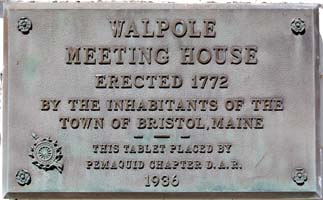 WALPOLE
MEETING HOUSE
ERECTED 1772
BY THE INHABITANTS OF THE
TOWN OF BRISTOL, MAINE
THIS TABLET PLACED BY
PEMAQUID CHAPTER D.A.R.
1936